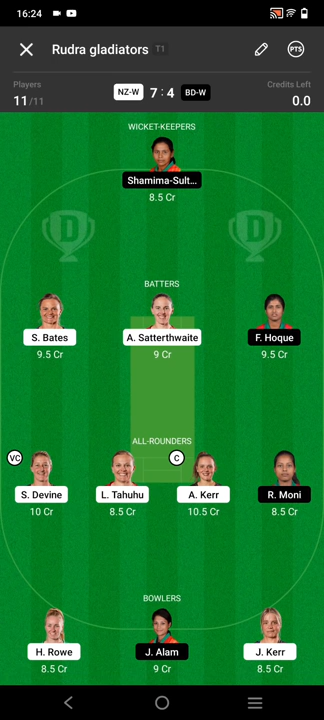 16:24
Rudra gladiators T1
PTS
Players
11/11
NZ-W 7 : 4 BD-W
Credits Left
0.0
WICKET-KEEPERS
Shamima-Sult...
8.5 Cr
D D
BATTERS
S. Bates A. Satterthwaite F. Hoque
9.5 Cr 9 Cr 9.5 Cr
ALL-ROUNDERS
VC C
S. Devine L. Tahuhu A. Kerr R. Moni
10 Cr 8.5 Cr 10.5 Cr 8.5 Cr
BOWLERS
H. Rowe J. Alam J. Kerr
8.5 Cr 9 Cr 8.5 Cr